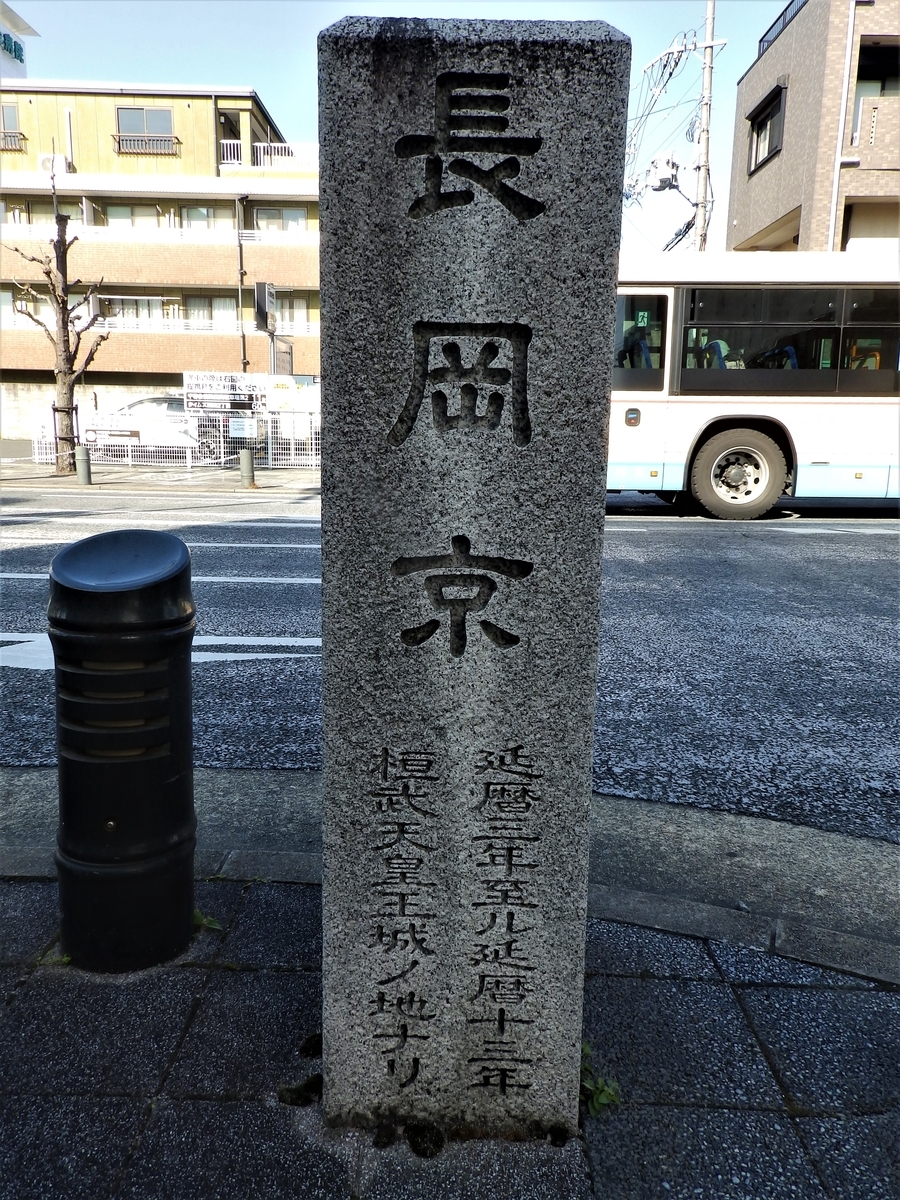 長岡京
延暦三年至ル延暦十三年
桓武天皇王城ノ地ナリ